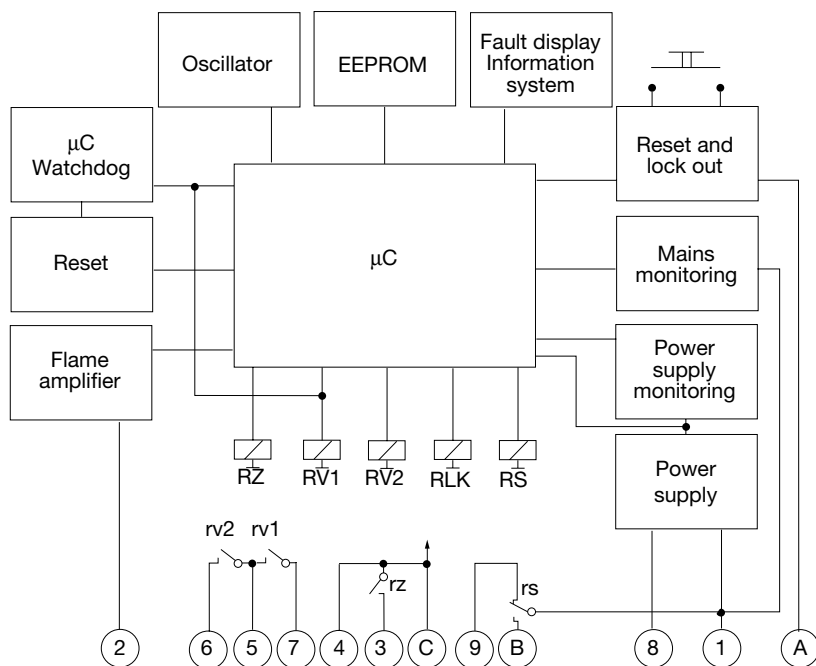 Oscillator
EEPROM
Fault display
Information
system
μC
Watchdog
Reset and
lock out
Reset
μC
Mains
monitoring
Flame
amplifier
Power
supply
monitoring
Power
supply
RZ
RV1
RV2
RLK
RS
rv2
rv1
rz
rs
2
6
5
7
4
3
C
9
B
8
1
A